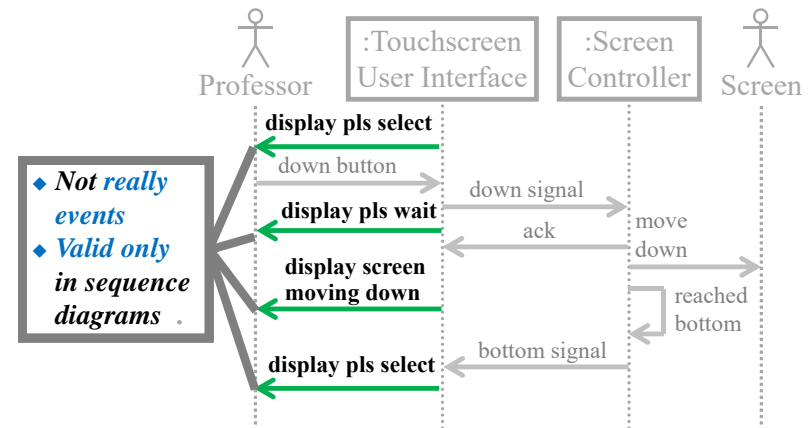 Professor
:Touchscreen
User Interface
:Screen
Controller
Screen
display pls select
down button
down signal
display pls wait
ack
move
down
display screen
moving down
reached
bottom
bottom signal
display pls select
◆ Not really
events
◆ Valid only
in sequence
diagrams .